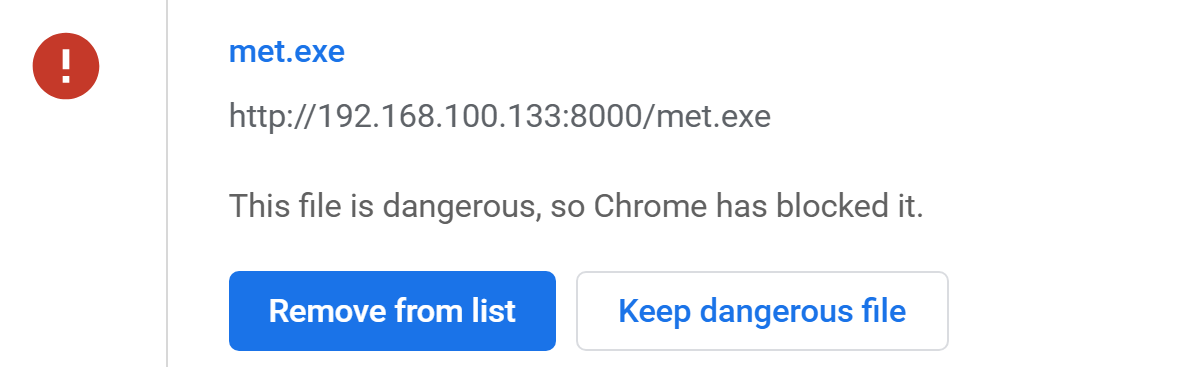 met.exe
http://192.168.100.133:8000/met.exe
This file is dangerous, so Chrome has blocked it.
Remove from list
Keep dangerous file